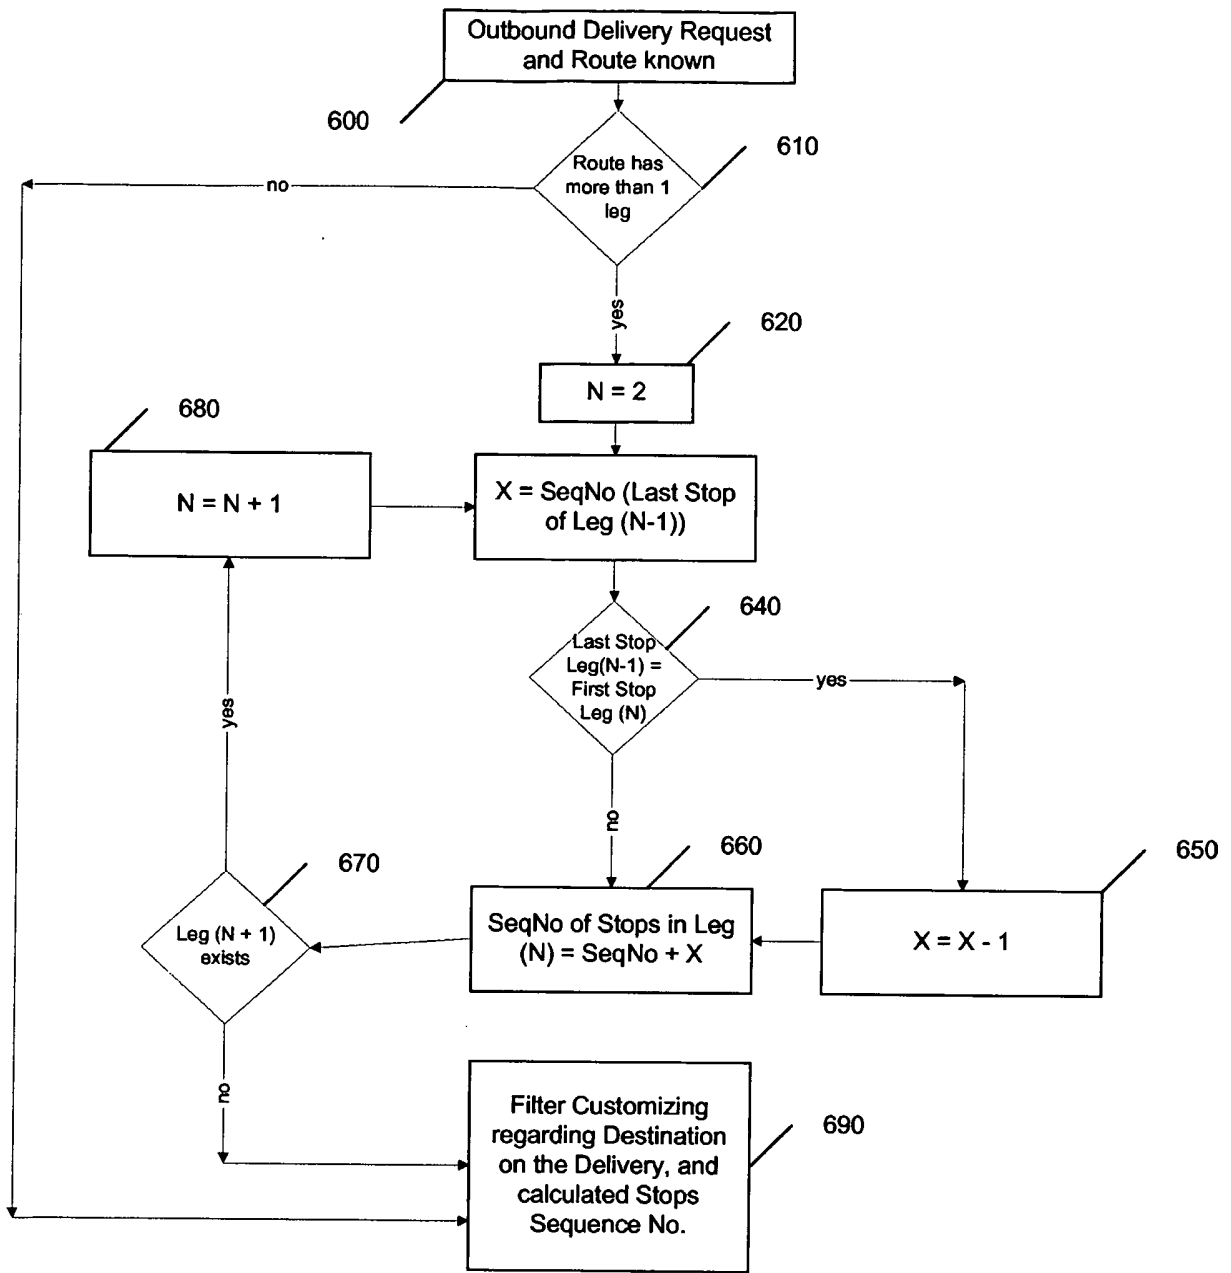 Outbound Delivery Request
and Route known
600
610
Route has
more than 1
leg
no
yes
620
N = 2
680
N = N + 1
X = SeqNo (Last Stop
of Leg (N-1))
640
Last Stop
Leg(N-1) =
First Stop
Leg (N)
yes
yes
no
670
660
650
Leg (N + 1)
exists
SeqNo of Stops in Leg
(N) = SeqNo + X
X = X - 1
no
Filter Customizing
regarding Destination
on the Delivery, and
calculated Stops
Sequence No.
690